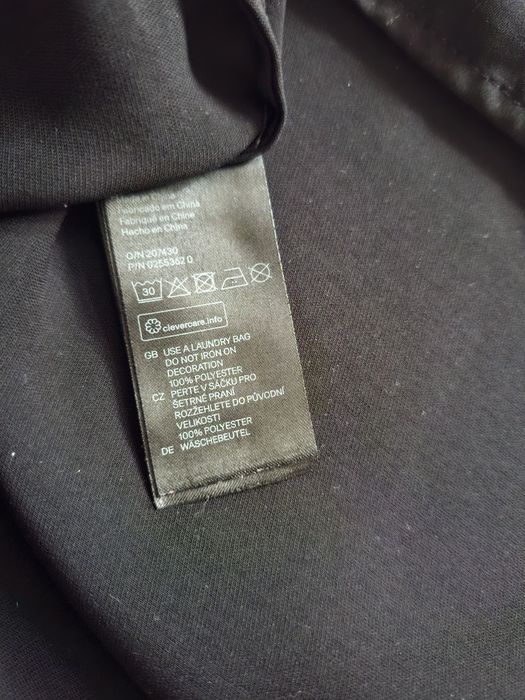 Fabricado em China
Fabriqué en Chine
Hecho en China
O/N 207430
P/N 0255362 0
30
clevercare.info
GB USE A LAUNDRY BAG
DO NOT IRON ON
DECORATION
100% POLYESTER
CZ PERTE V SÁČKU PRO
ŠETRNÉ PRANÍ
ROZŽEHLETE DO PŮVODNÍ
VELIKOSTI
100% POLYESTER
DE WÄSCHEBEUTEL